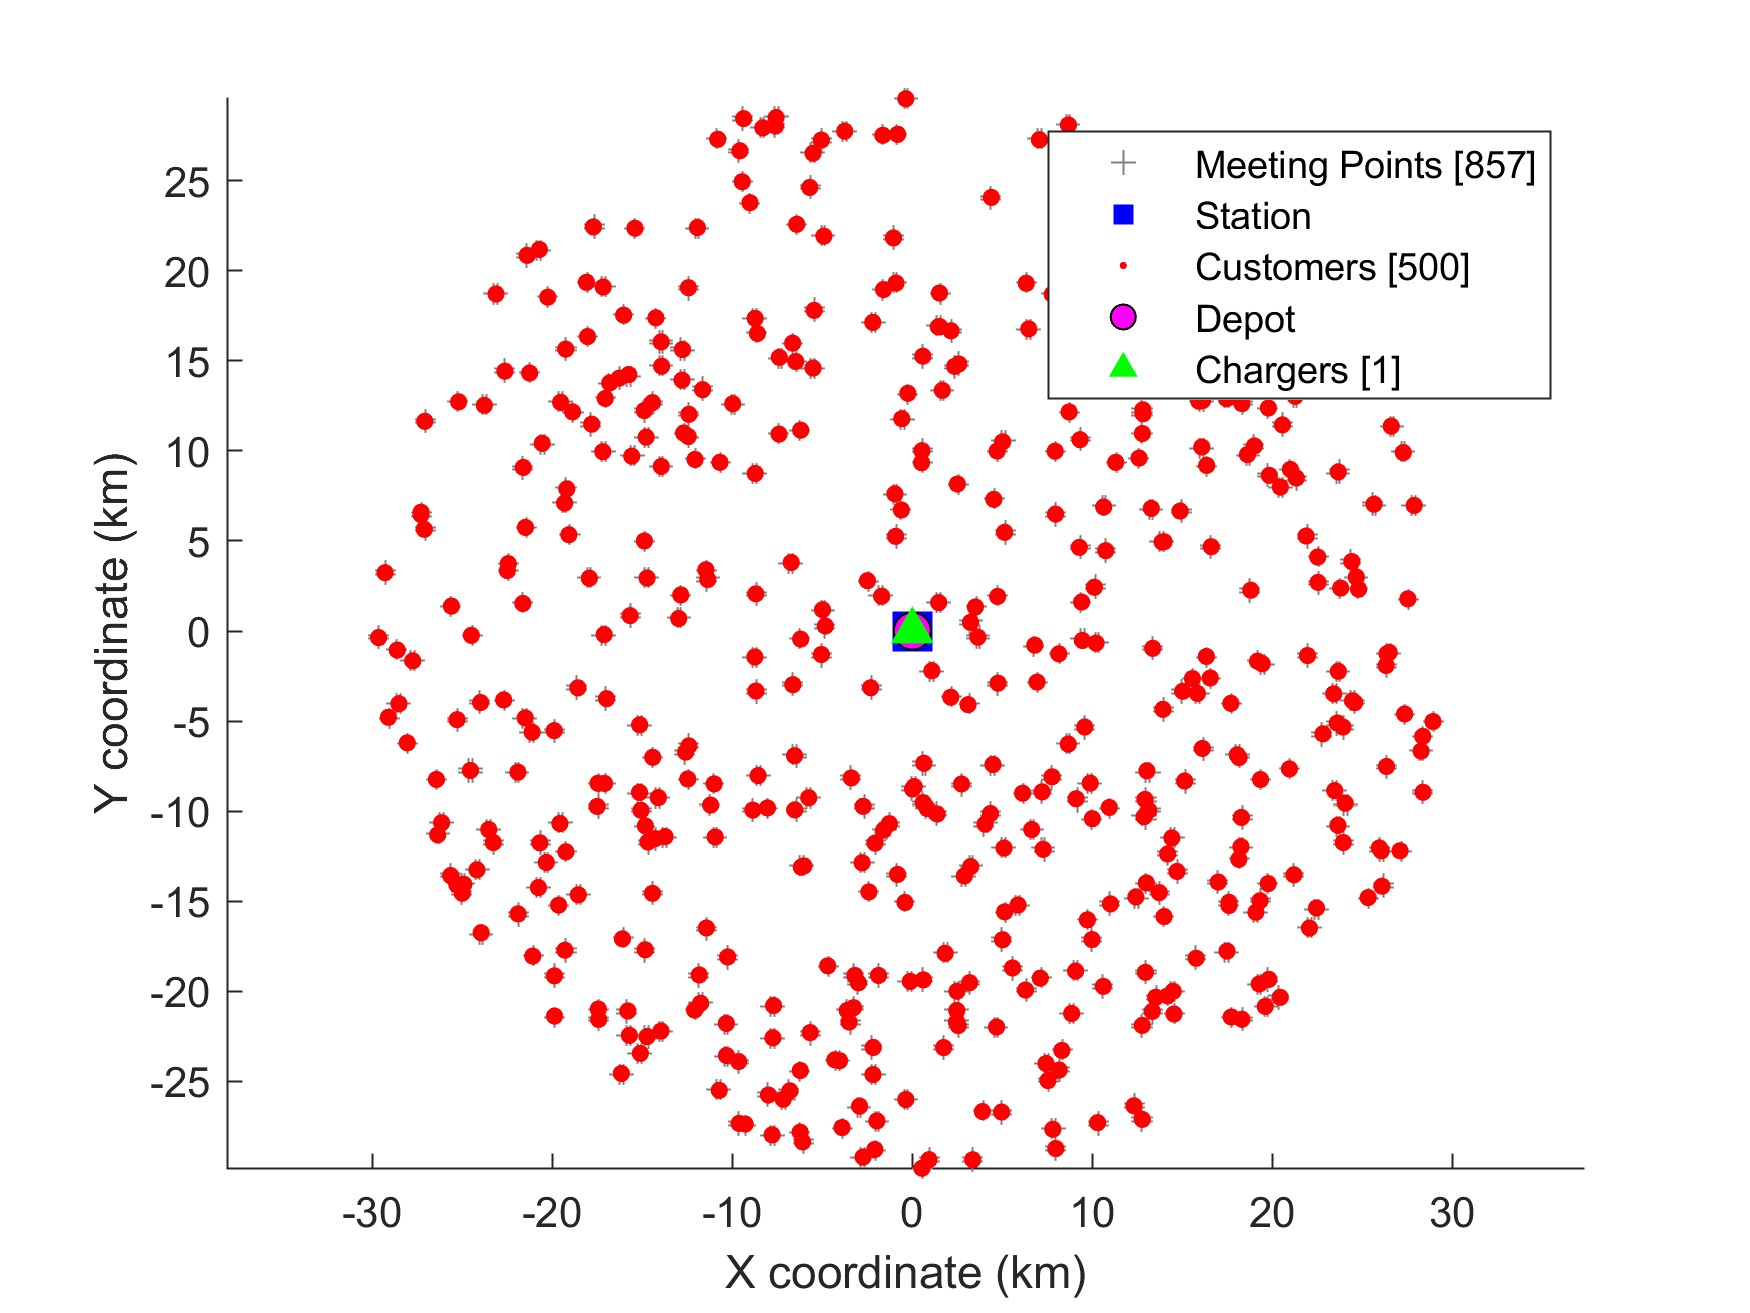 Meeting Points [857]
Station
Customers [500]
Depot
Chargers [1]
25
20
15
10
5
0
-5
-10
-15
-20
-25
Y coordinate (km)
-30 -20 -10 0 10 20 30
X coordinate (km)